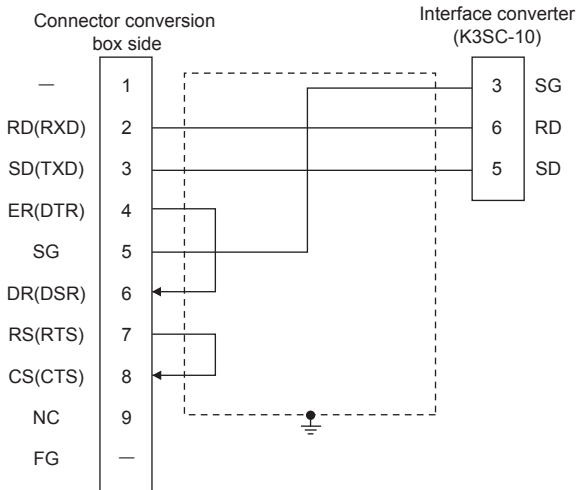 Connector conversion
box side
Interface converter
(K3SC-10)
— 1
RD(RXD) 2
SD(TXD) 3
ER(DTR) 4
SG 5
DR(DSR) 6
RS(RTS) 7
CS(CTS) 8
NC 9
FG —
3 SG
6 RD
5 SD